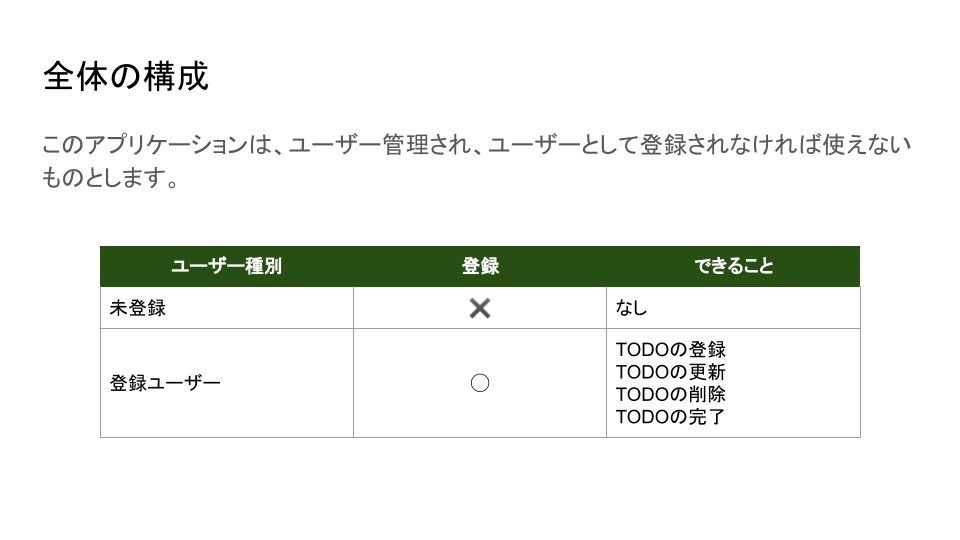 全体の構成
このアプリケーションは、ユーザー管理され、ユーザーとして登録されなければ使えない
ものとします。
ユーザー種別 登録 できること
未登録 ✖ なし
登録ユーザー ○ TODOの登録
TODOの更新
TODOの削除
TODOの完了